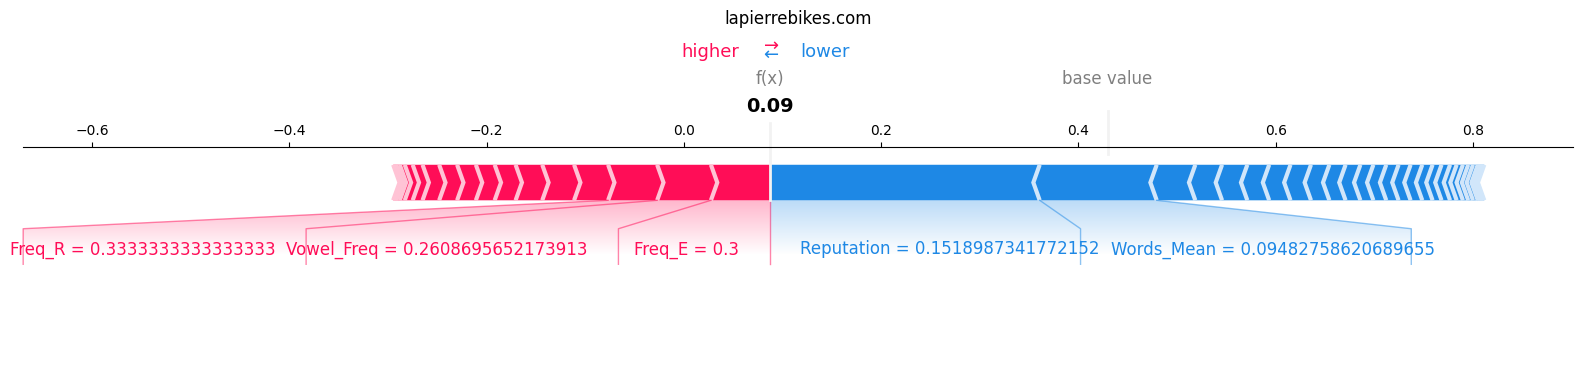 lapierrebikes.com
higher ⇄ lower
f(x) base value
0.09
−0.6 −0.4 −0.2 0.0 0.2 0.4 0.6 0.8
Freq_R = 0.3333333333333333 Vowel_Freq = 0.2608695652173913 Freq_E = 0.3 Reputation = 0.1518987341772152 Words_Mean = 0.09482758620689655